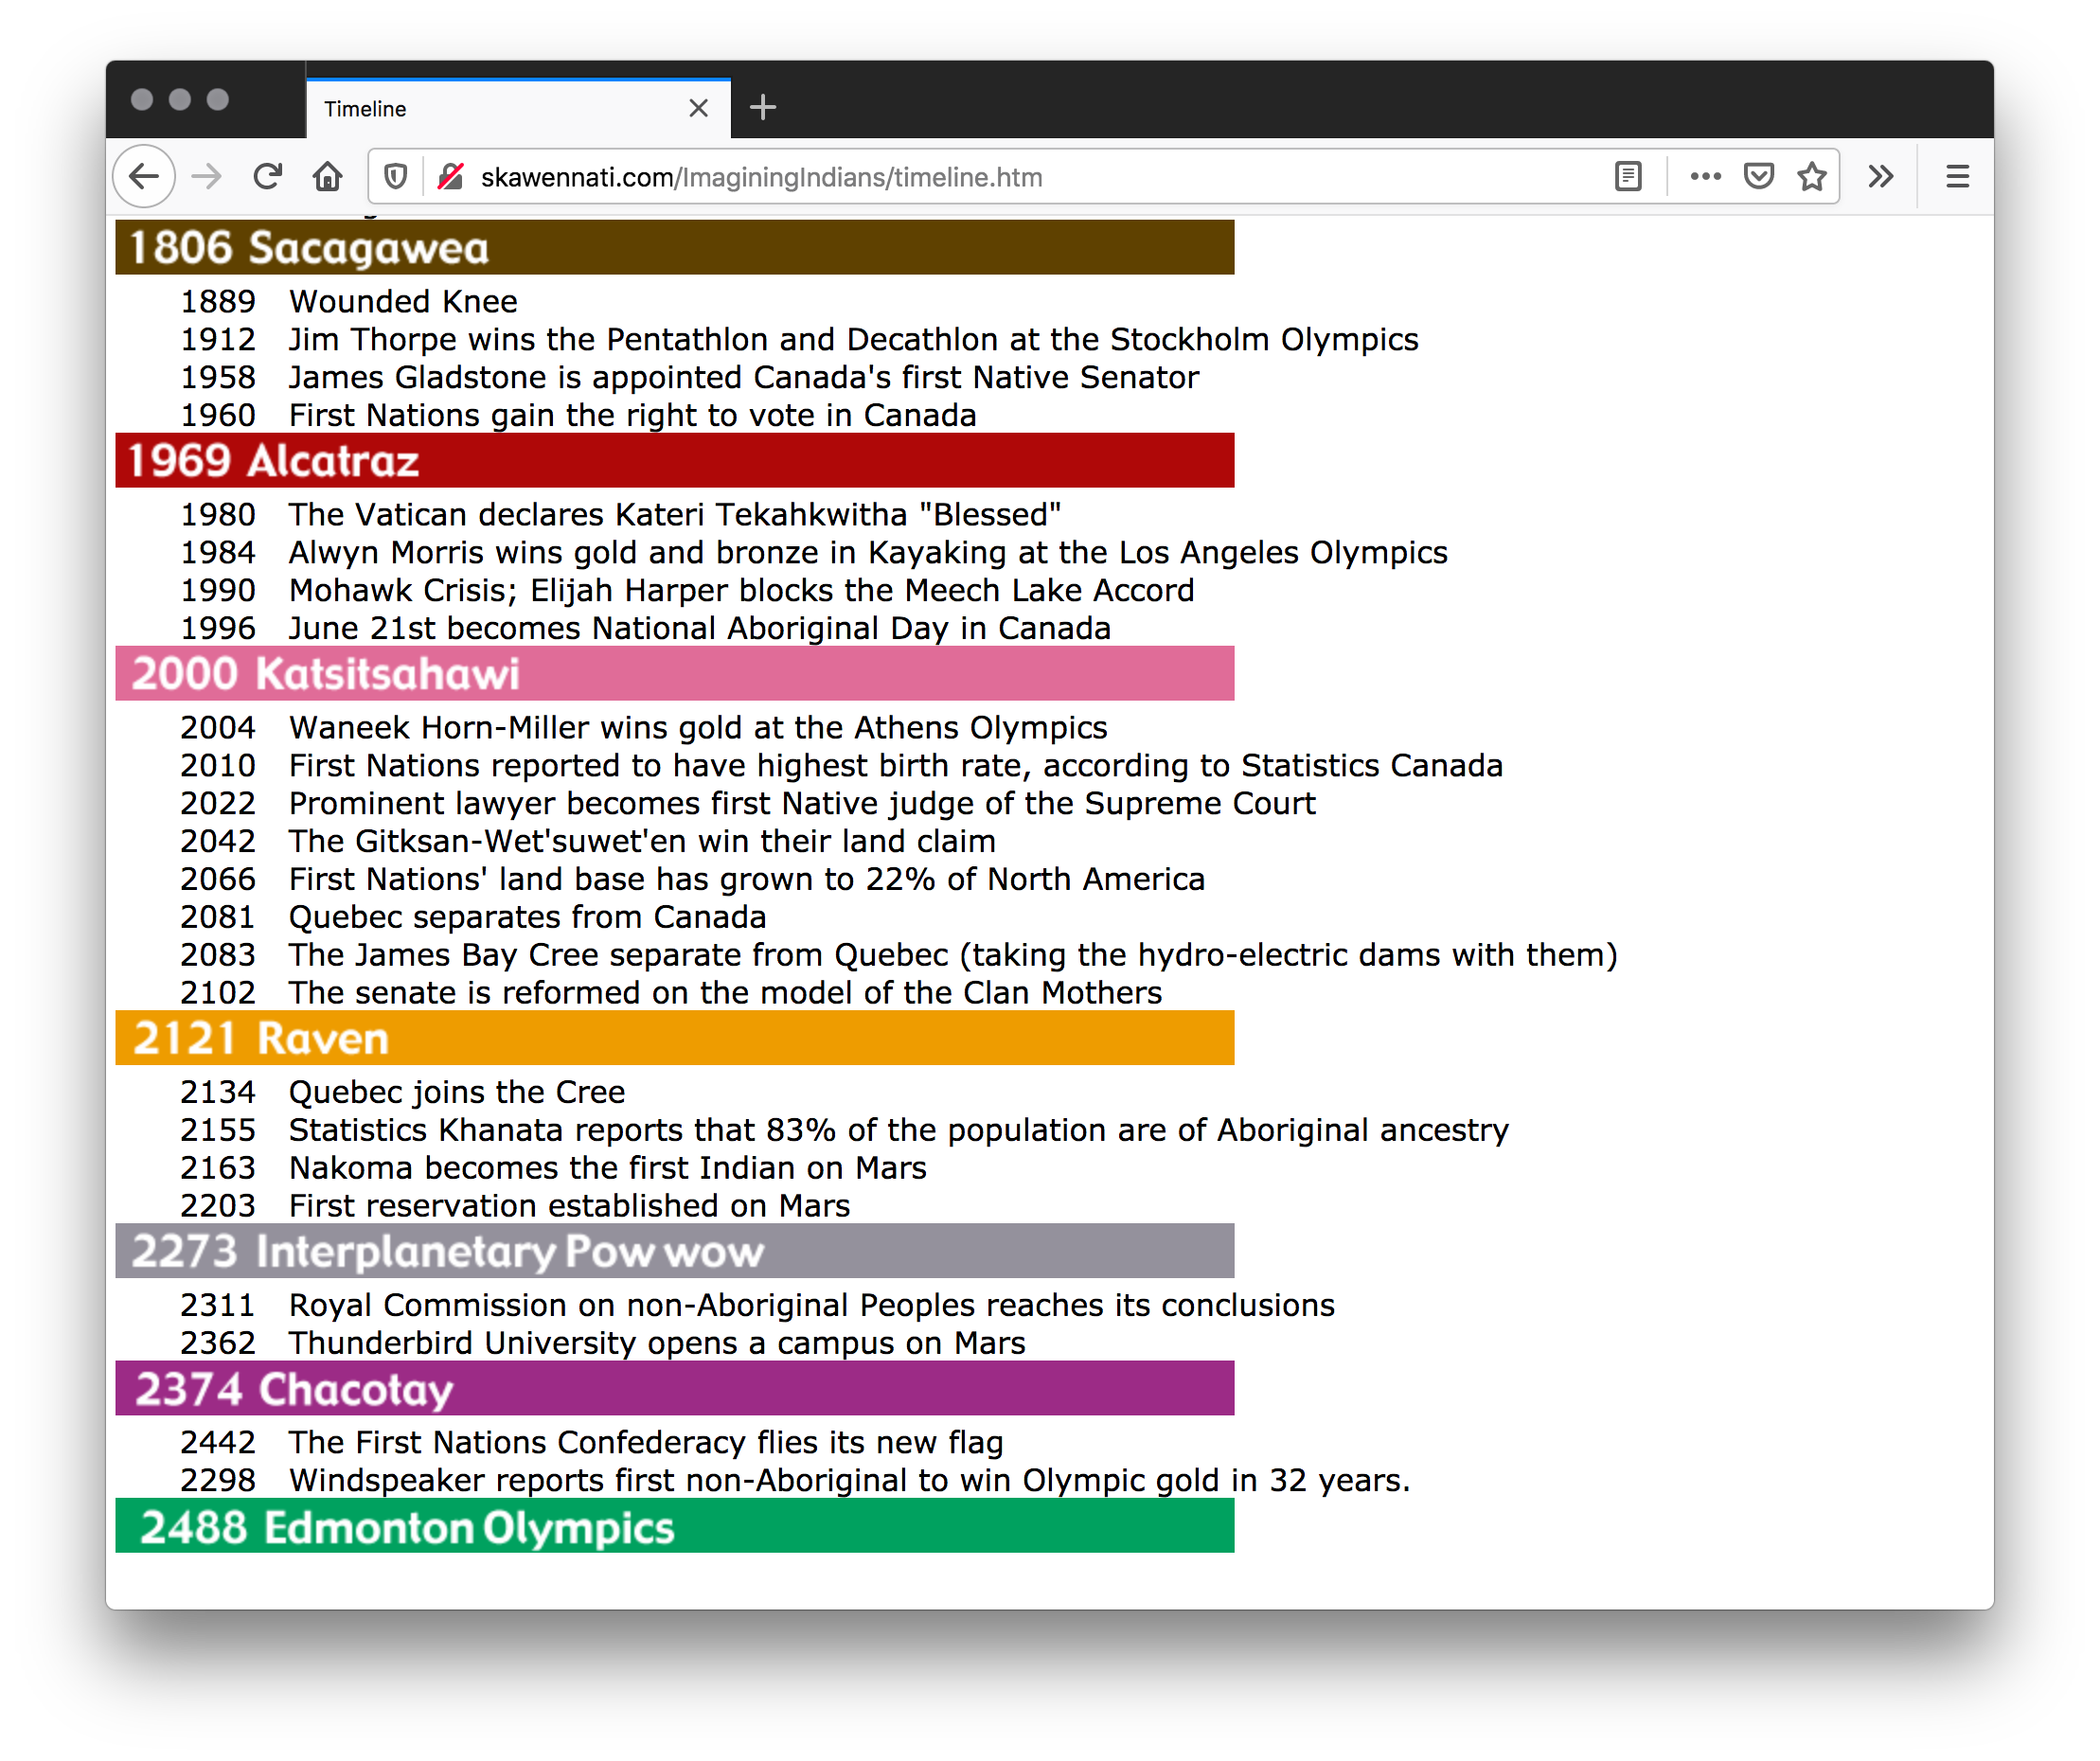 Timeline
skawennati.com/ImaginingIndians/timeline.htm
1806 Sacagawea
1889 Wounded Knee
1912 Jim Thorpe wins the Pentathlon and Decathlon at the Stockholm Olympics
1958 James Gladstone is appointed Canada's first Native Senator
1960 First Nations gain the right to vote in Canada
1969 Alcatraz
1980 The Vatican declares Kateri Tekahkwitha "Blessed"
1984 Alwyn Morris wins gold and bronze in Kayaking at the Los Angeles Olympics
1990 Mohawk Crisis; Elijah Harper blocks the Meech Lake Accord
1996 June 21st becomes National Aboriginal Day in Canada
2000 Katsitsahawi
2004 Waneek Horn-Miller wins gold at the Athens Olympics
2010 First Nations reported to have highest birth rate, according to Statistics Canada
2022 Prominent lawyer becomes first Native judge of the Supreme Court
2042 The Gitksan-Wet'suwet'en win their land claim
2066 First Nations' land base has grown to 22% of North America
2081 Quebec separates from Canada
2083 The James Bay Cree separate from Quebec (taking the hydro-electric dams with them)
2102 The senate is reformed on the model of the Clan Mothers
2121 Raven
2134 Quebec joins the Cree
2155 Statistics Khanata reports that 83% of the population are of Aboriginal ancestry
2163 Nakoma becomes the first Indian on Mars
2203 First reservation established on Mars
2273 Interplanetary Pow wow
2311 Royal Commission on non-Aboriginal Peoples reaches its conclusions
2362 Thunderbird University opens a campus on Mars
2374 Chacotay
2442 The First Nations Confederacy flies its new flag
2298 Windspeaker reports first non-Aboriginal to win Olympic gold in 32 years.
2488 Edmonton Olympics